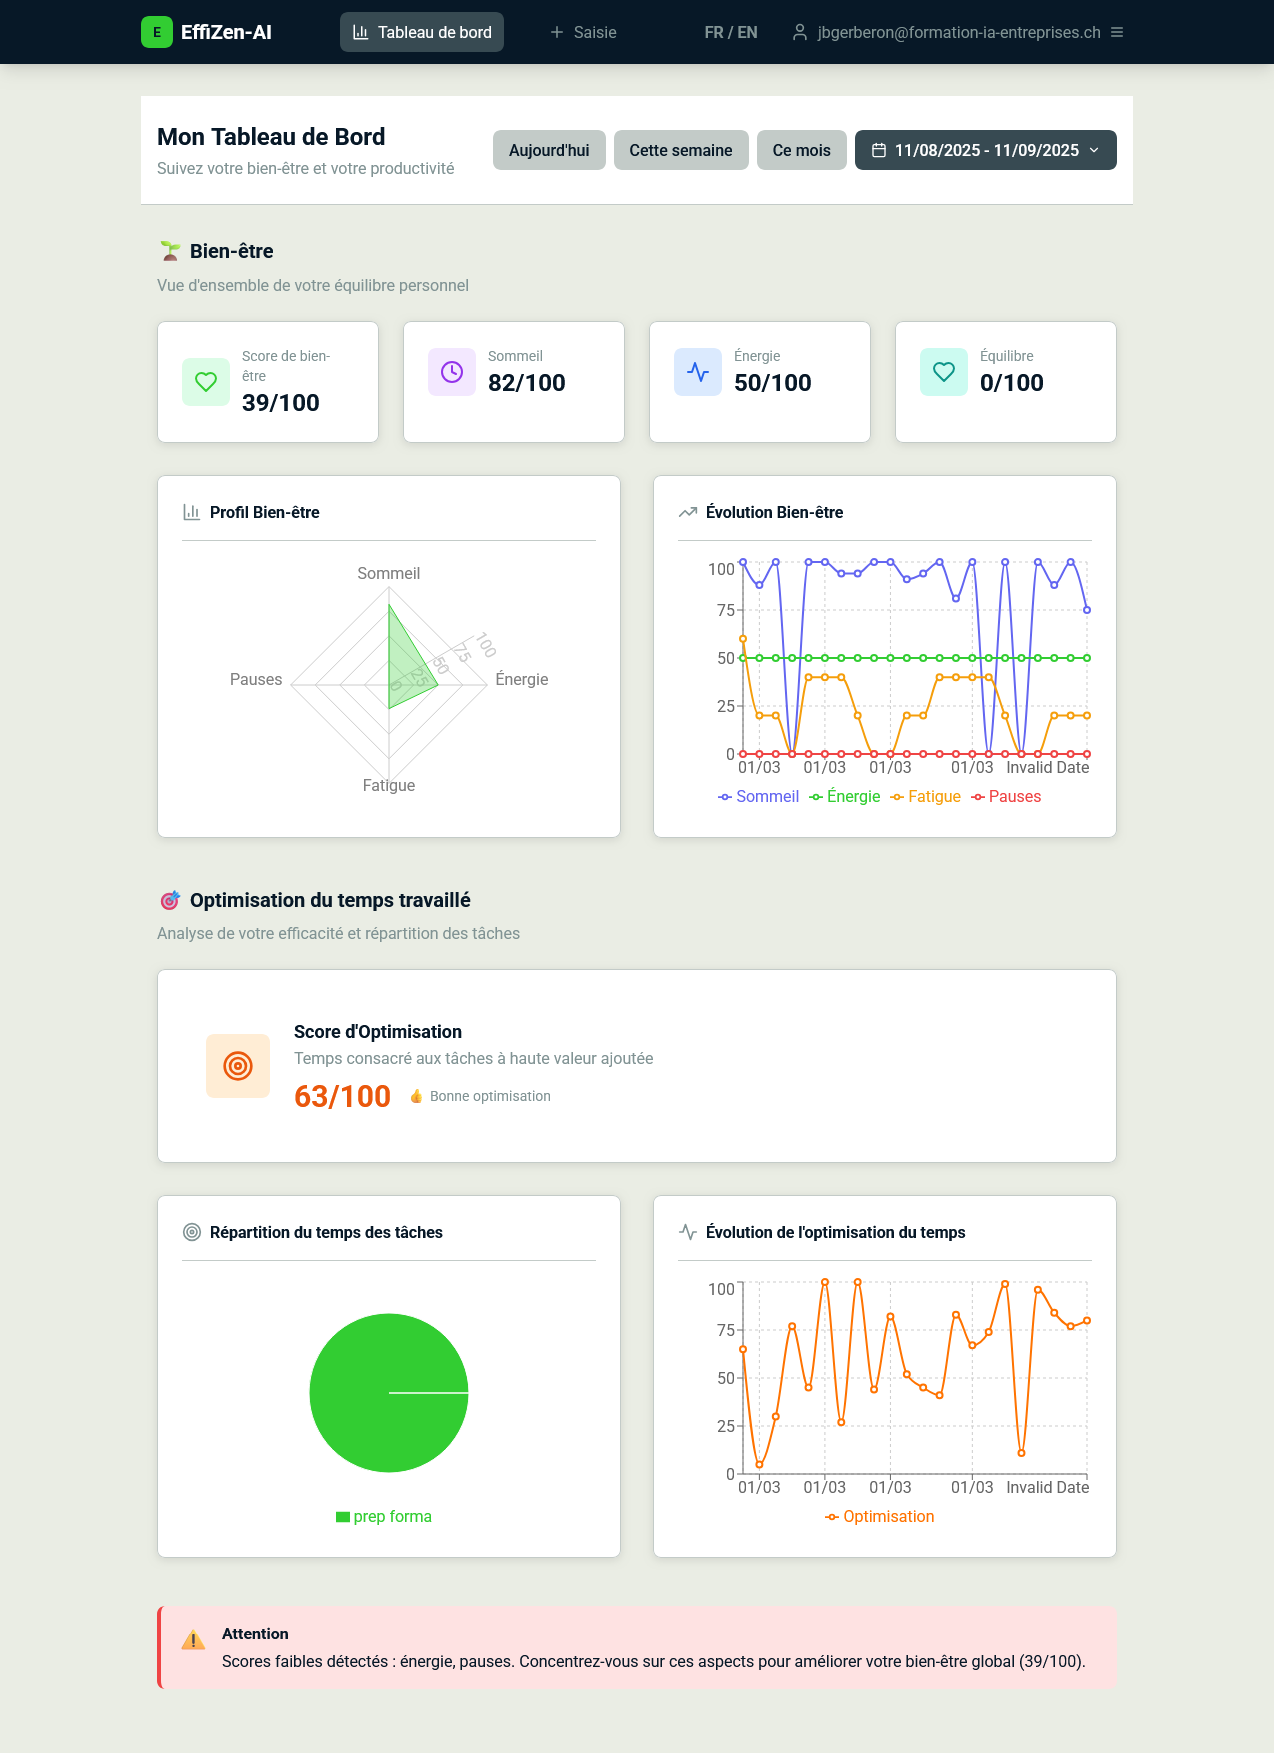 E EffiZen-AI Tableau de bord Saisie FR / EN jbgerberon@formation-ia-entreprises.ch
Mon Tableau de Bord
Suivez votre bien-être et votre productivité
Aujourd'hui Cette semaine Ce mois 11/08/2025 - 11/09/2025
Bien-être
Vue d'ensemble de votre équilibre personnel
Score de bien-
être
39/100
Sommeil
82/100
Énergie
50/100
Équilibre
0/100
Profil Bien-être
Sommeil
Énergie
Fatigue
Pauses
0
25
50
75
100
Évolution Bien-être
100
75
50
25
0
01/03 01/03 01/03 01/03 Invalid Date
Sommeil Énergie Fatigue Pauses
Optimisation du temps travaillé
Analyse de votre efficacité et répartition des tâches
Score d'Optimisation
Temps consacré aux tâches à haute valeur ajoutée
63/100 Bonne optimisation
Répartition du temps des tâches
prep forma
Évolution de l'optimisation du temps
100
75
50
25
0
01/03 01/03 01/03 01/03 Invalid Date
Optimisation
Attention
Scores faibles détectés : énergie, pauses. Concentrez-vous sur ces aspects pour améliorer votre bien-être global (39/100).